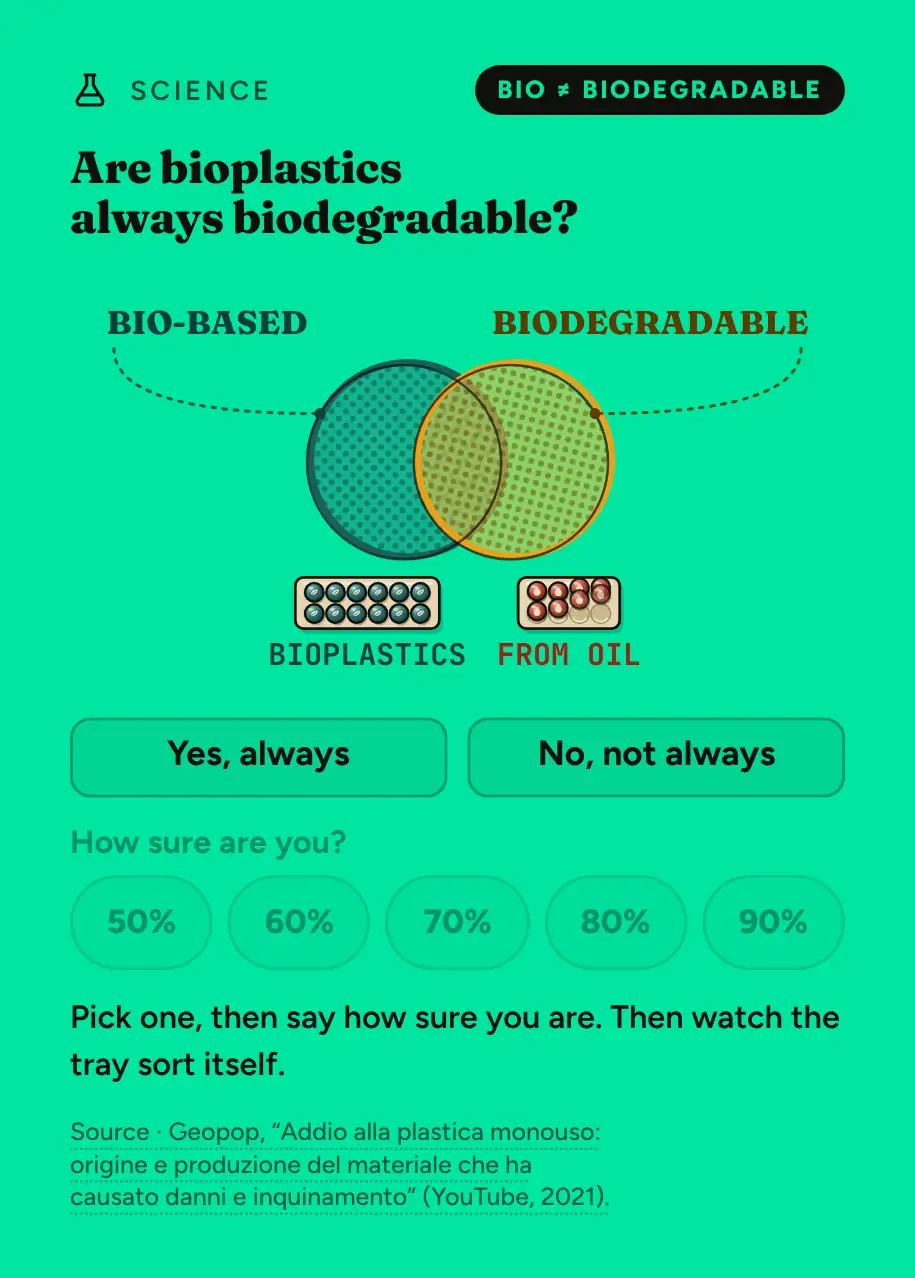 SCIENCE
BIO ≠ BIODEGRADABLE
Are bioplastics
always biodegradable?
BIO-BASED
BIODEGRADABLE
BIOPLASTICS
FROM OIL
Yes, always
No, not always
How sure are you?
50%
60%
70%
80%
90%
Pick one, then say how sure you are. Then watch the
tray sort itself.
Source · Geopop, “Addio alla plastica monouso:
origine e produzione del materiale che ha
causato danni e inquinamento” (YouTube, 2021).